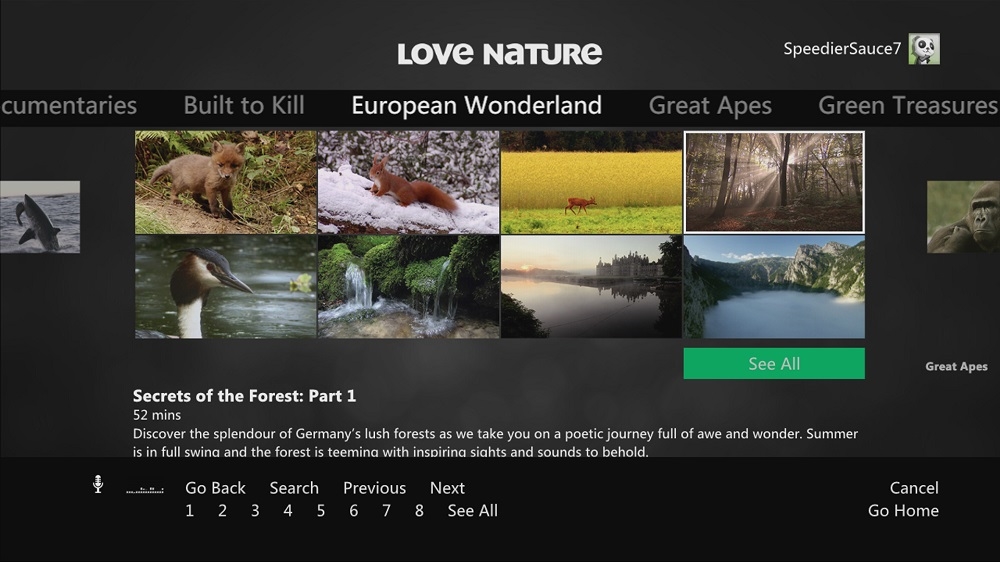 LOVE NATURE
SpeedierSauce7
cumentaries Built to Kill European Wonderland Great Apes Green Treasures
See All
Great Apes
Secrets of the Forest: Part 1
52 mins
Discover the splendour of Germany's lush forests as we take you on a poetic journey full of awe and wonder. Summer
is in full swing and the forest is teeming with inspiring sights and sounds to behold.
Go Back Search Previous Next Cancel
1 2 3 4 5 6 7 8 See All Go Home